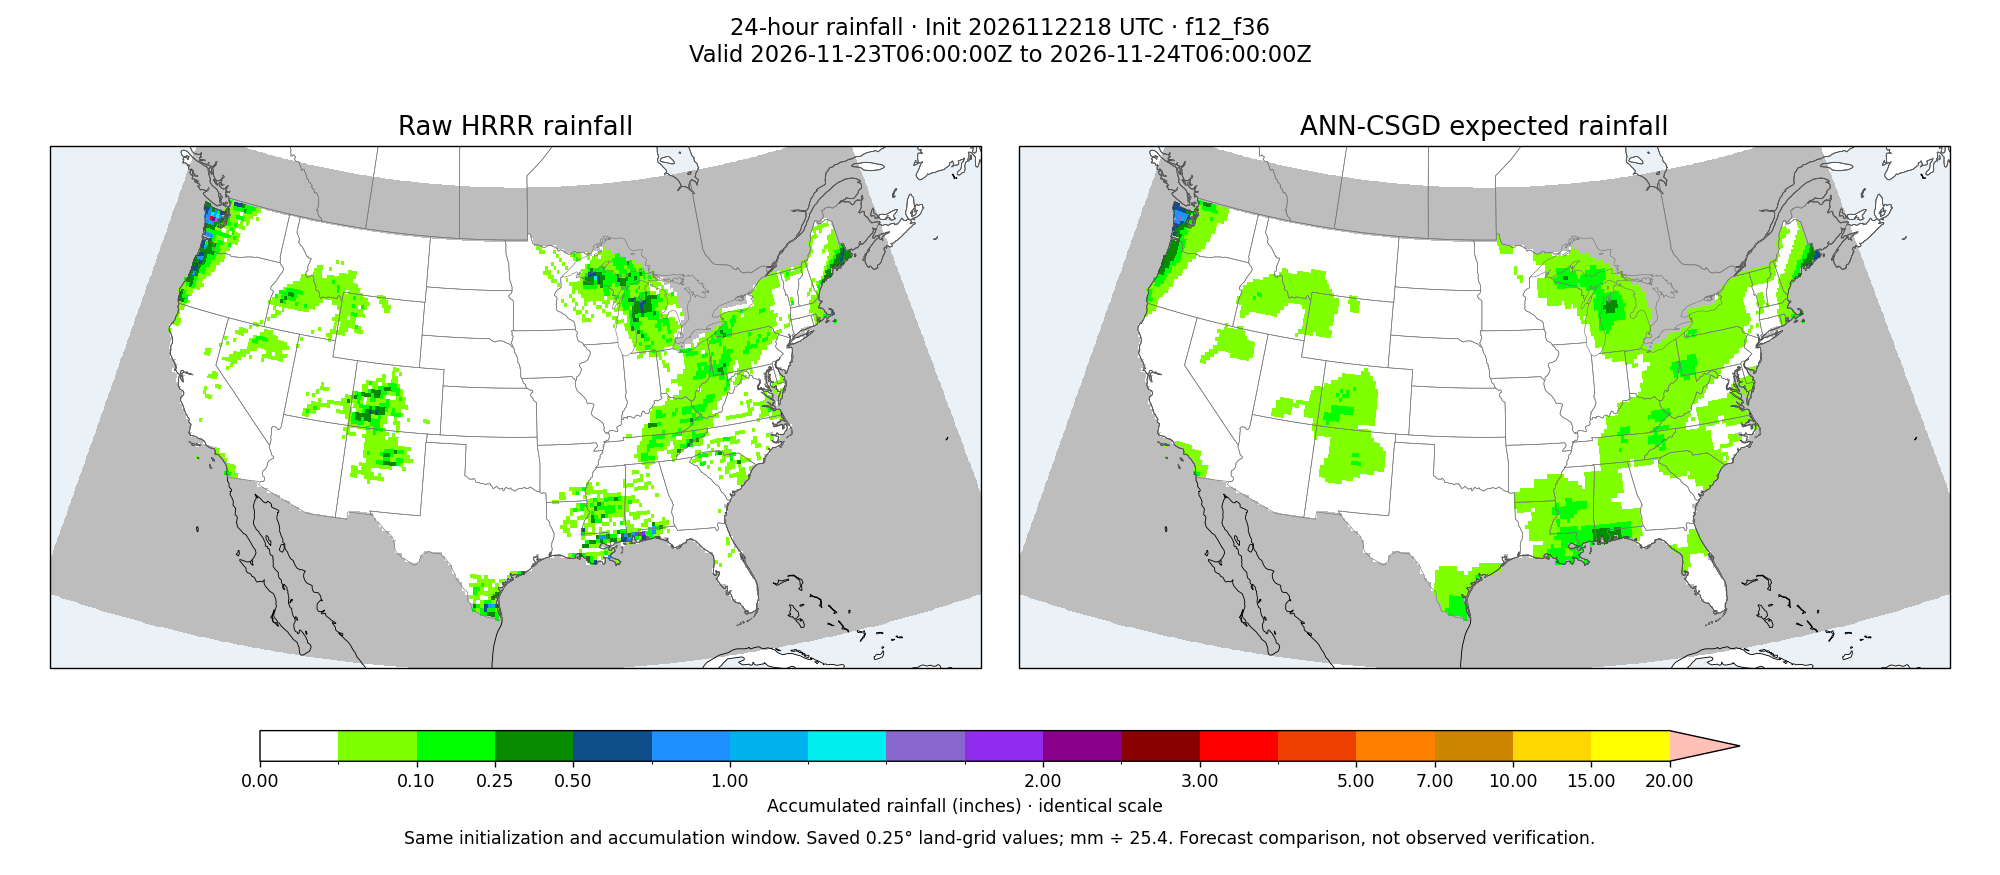 24-hour rainfall · Init 2026112218 UTC · f12_f36
Valid 2026-11-23T06:00:00Z to 2026-11-24T06:00:00Z
Raw HRRR rainfall
ANN-CSGD expected rainfall
0.00 0.10 0.25 0.50 1.00 2.00 3.00 5.00 7.00 10.00 15.00 20.00
Accumulated rainfall (inches) · identical scale
Same initialization and accumulation window. Saved 0.25° land-grid values; mm ÷ 25.4. Forecast comparison, not observed verification.